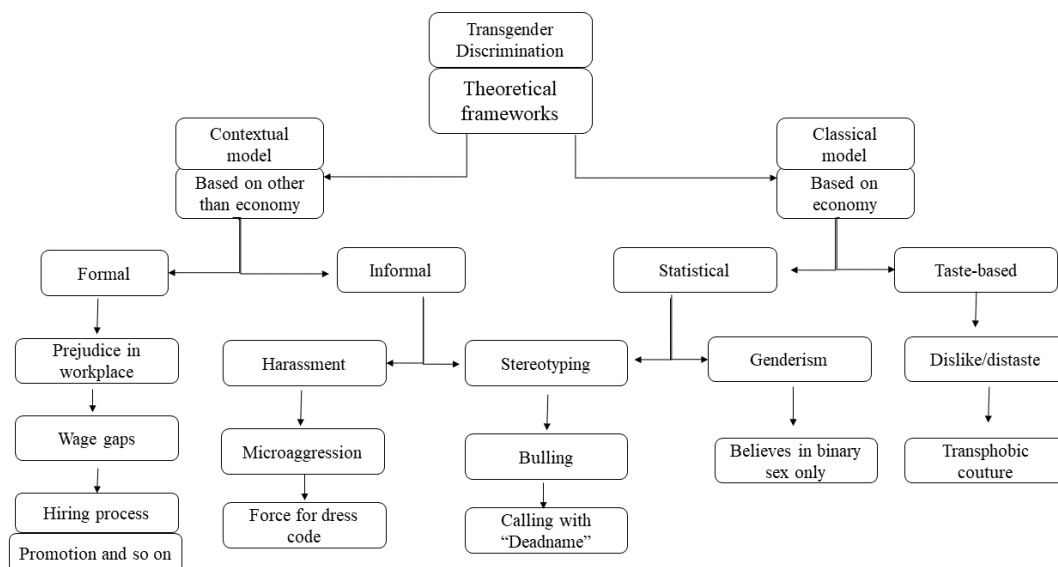 Transgender
Discrimination
Theoretical
frameworks
Contextual
model
Based on other
than economy
Classical
model
Based on
economy
Formal
Informal
Statistical
Taste-based
Prejudice in
workplace
Harassment
Stereotyping
Genderism
Dislike/distaste
Wage gaps
Microaggression
Bulling
Believes in binary
sex only
Transphobic
couture
Hiring process
Promotion and so on
Force for dress
code
Calling with
“Deadname”